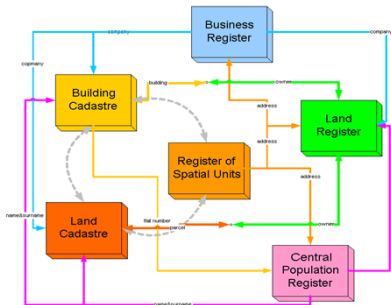 Business
Register
company
company
copmany
building
owner
Building
Cadastre
address
Land
Register
address
Register of
Spatial Units
address
name&surname
flat number
parcel
owner
Land
Cadastre
Central
Population
Register
name&surname